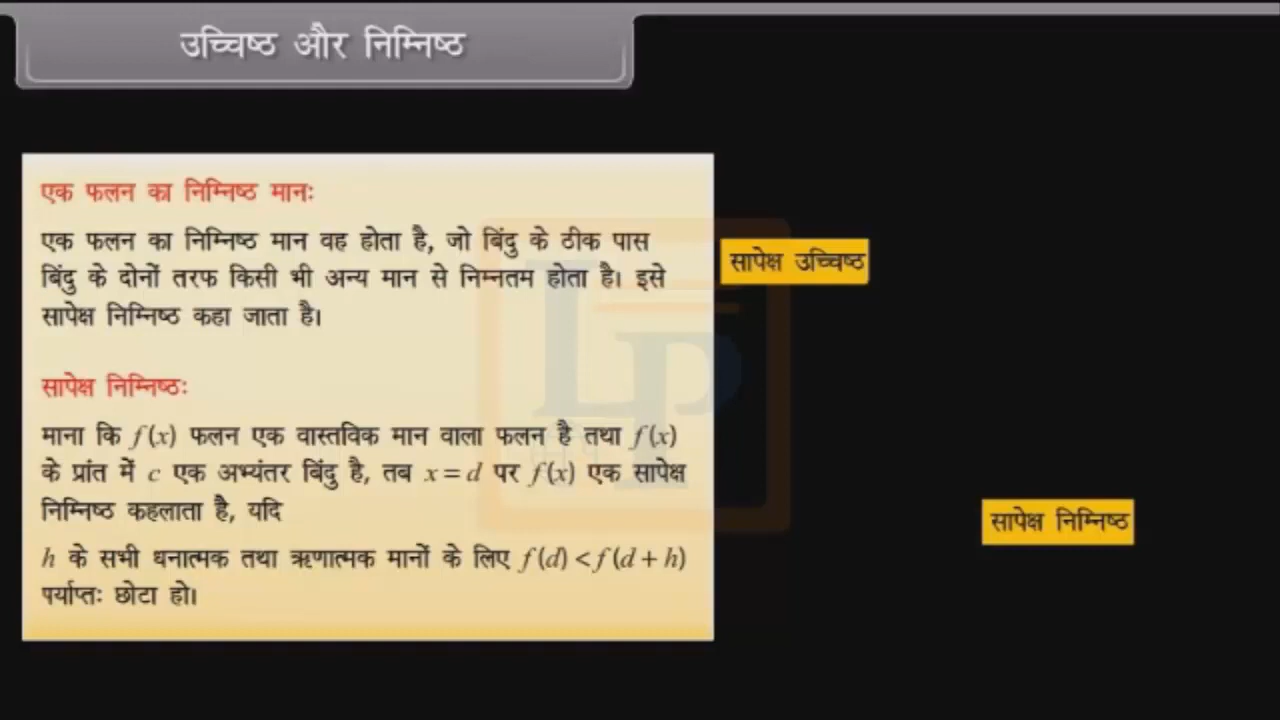 उच्चिष्ठ और निम्निष्ठ
एक फलन का निम्निष्ठ मानः
एक फलन का निम्निष्ठ मान वह होता है, जो बिंदु के ठीक पास
बिंदु के दोनों तरफ किसी भी अन्य मान से निम्नतम होता है। इसे
सापेक्ष निम्निष्ठ कहा जाता है।
सापेक्ष निम्निष्ठः
माना कि f(x) फलन एक वास्तविक मान वाला फलन है तथा f(x)
के प्रांत में c एक अभ्यंतर बिंदु है, तब x = d पर f(x) एक सापेक्ष
निम्निष्ठ कहलाता है, यदि
h के सभी धनात्मक तथा ऋणात्मक मानों के लिए f(d) < f(d + h)
पर्याप्तः छोटा हो।
सापेक्ष उच्चिष्ठ
सापेक्ष निम्निष्ठ